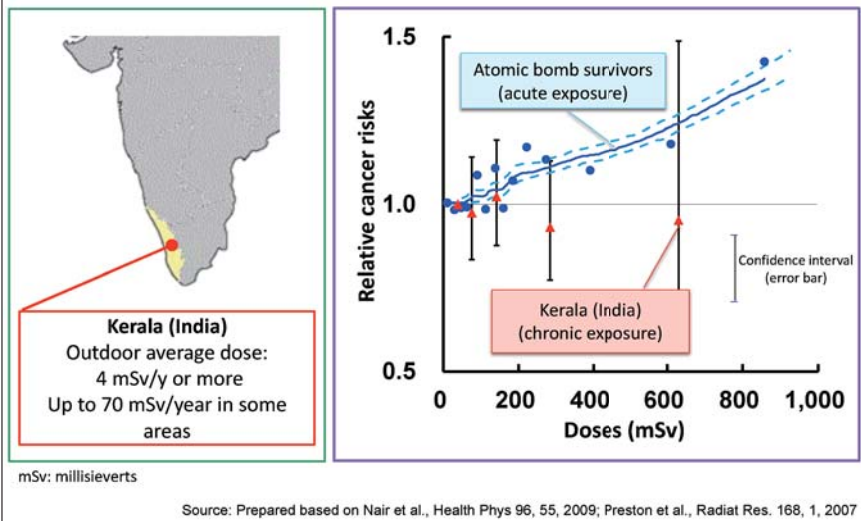 Kerala (India)
Outdoor average dose:
4 mSv/y or more
Up to 70 mSv/year in some
areas
Relative cancer risks
1.5
1.0
0.5
Atomic bomb survivors
(acute exposure)
Kerala (India)
(chronic exposure)
Confidence interval
(error bar)
0 200 400 600 800 1,000
Doses (mSv)
mSv: millisieverts
Source: Prepared based on Nair et al., Health Phys 96, 55, 2009; Preston et al., Radiat Res. 168, 1, 2007